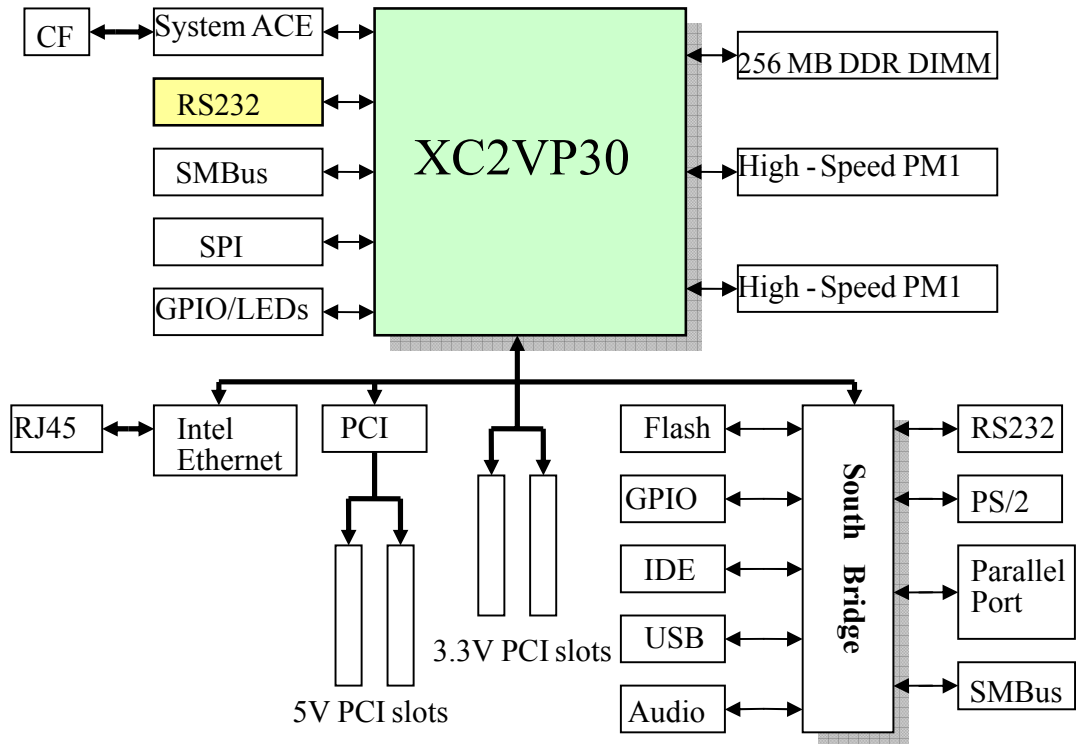 CF
System ACE
RS232
SMBus
SPI
GPIO/LEDs
XC2VP30
256 MB DDR DIMM
High - Speed PM1
High - Speed PM1
RJ45
Intel
Ethernet
PCI
5V PCI slots
3.3V PCI slots
Flash
GPIO
IDE
USB
Audio
South Bridge
RS232
PS/2
Parallel
Port
SMBus